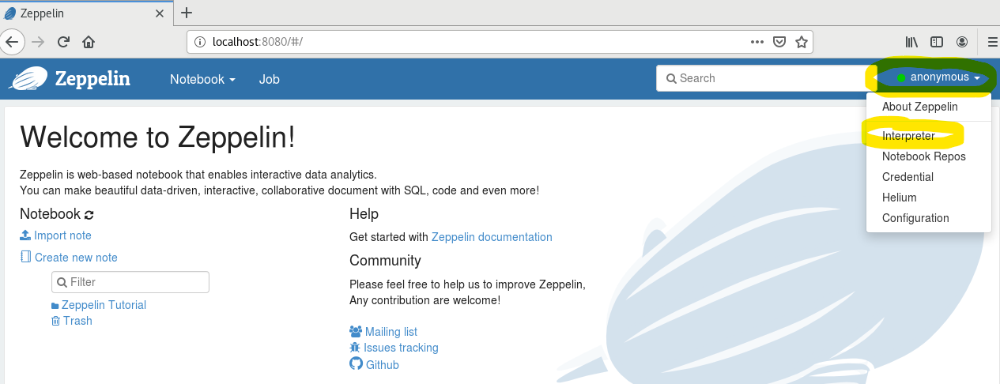 Zeppelin
localhost:8080/#/
Zeppelin Notebook Job Search anonymous
About Zeppelin
Interpreter
Notebook Repos
Credential
Helium
Configuration
Welcome to Zeppelin!
Zeppelin is web-based notebook that enables interactive data analytics.
You can make beautiful data-driven, interactive, collaborative document with SQL, code and even more!
Notebook
Import note
Create new note
Filter
Zeppelin Tutorial
Trash
Help
Get started with Zeppelin documentation
Community
Please feel free to help us to improve Zeppelin,
Any contribution are welcome!
Mailing list
Issues tracking
Github